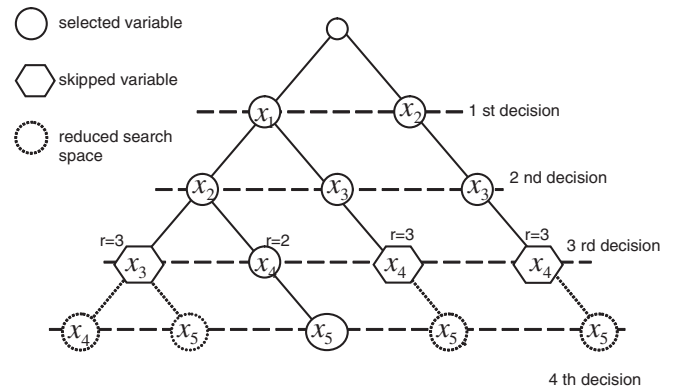 selected variable
skipped variable
reduced search
space
x1 x2 1 st decision
x2 x3 x3 2 nd decision
r=3 r=2 r=3 r=3
x3 x4 x4 x4 3 rd decision
x4 x5 x5 x5 x5
4 th decision